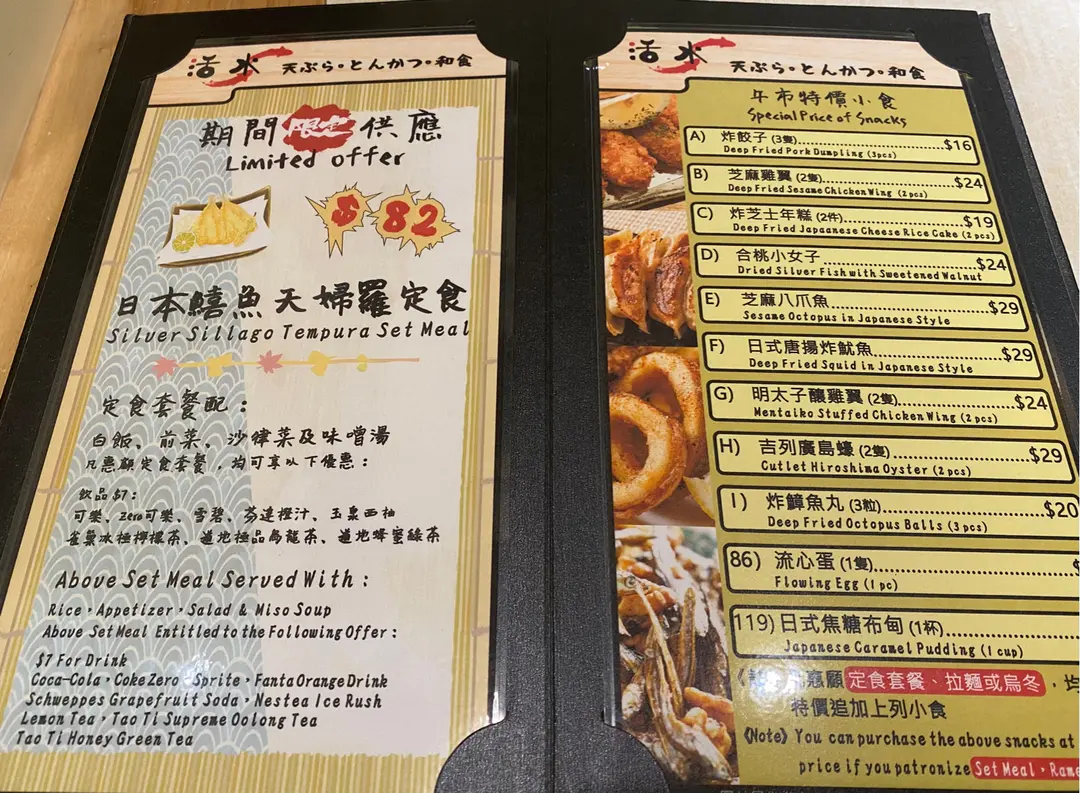 活水 天ぷら・とんかつ・和食
期間限定供應
Limited offer
$82
日本鱚魚天婦羅定食
Silver Sillago Tempura Set Meal
定食套餐配：
白飯、前菜、沙律菜及味噌湯
凡惠顧定食套餐，均可享以下優惠：
飲品$7：
可樂、Zero可樂、雪碧、芬達橙汁、玉泉西柚
雀巢冰極檸檬茶、道地極品烏龍茶、道地蜂蜜綠茶
Above Set Meal Served With：
Rice，Appetizer，Salad & Miso Soup
Above Set Meal Entitled to the Following Offer：
$7 For Drink
Coca-Cola，Coke Zero，Sprite，Fanta Orange Drink
Schweppes Grapefruit Soda，Nestea Ice Rush
Lemon Tea，Tao Ti Supreme Oolong Tea
Tao Ti Honey Green Tea
活水 天ぷら・とんかつ・和食
午市特價小食
Special Price of Snacks
A) 炸餃子 (3隻)........................$16
Deep Fried Pork Dumpling (3pcs)
B) 芝麻雞翼 (2隻)........................$24
Deep Fried Sesame Chicken Wing (2 pcs)
C) 炸芝士年糕 (2件)........................$19
Deep Fried Japaanese Cheese Rice Cake (2 pcs)
D) 合桃小女子........................$24
Dried Silver Fish with Sweetened Walnut
E) 芝麻八爪魚........................$29
Sesame Octopus in Japanese Style
F) 日式唐揚炸魷魚........................$29
Deep Fried Squid in Japanese Style
G) 明太子釀雞翼 (2隻)........................$24
Mentaiko Stuffed Chicken Wing (2 pcs)
H) 吉列廣島蠔 (2隻)........................$29
Cutlet Hiroshima Oyster (2 pcs)
I) 炸鱆魚丸 (3粒)........................$20
Deep Fried Octopus Balls (3 pcs)
86) 流心蛋 (1隻)........................$
Flowing Egg (1 pc)
119) 日式焦糖布甸 (1杯)........................
Japanese Caramel Pudding (1 cup)
惠顧定食套餐、拉麵或烏冬，均
特價追加上列小食
《Note》You can purchase the above snacks at
price if you patronize Set Meal，Rame